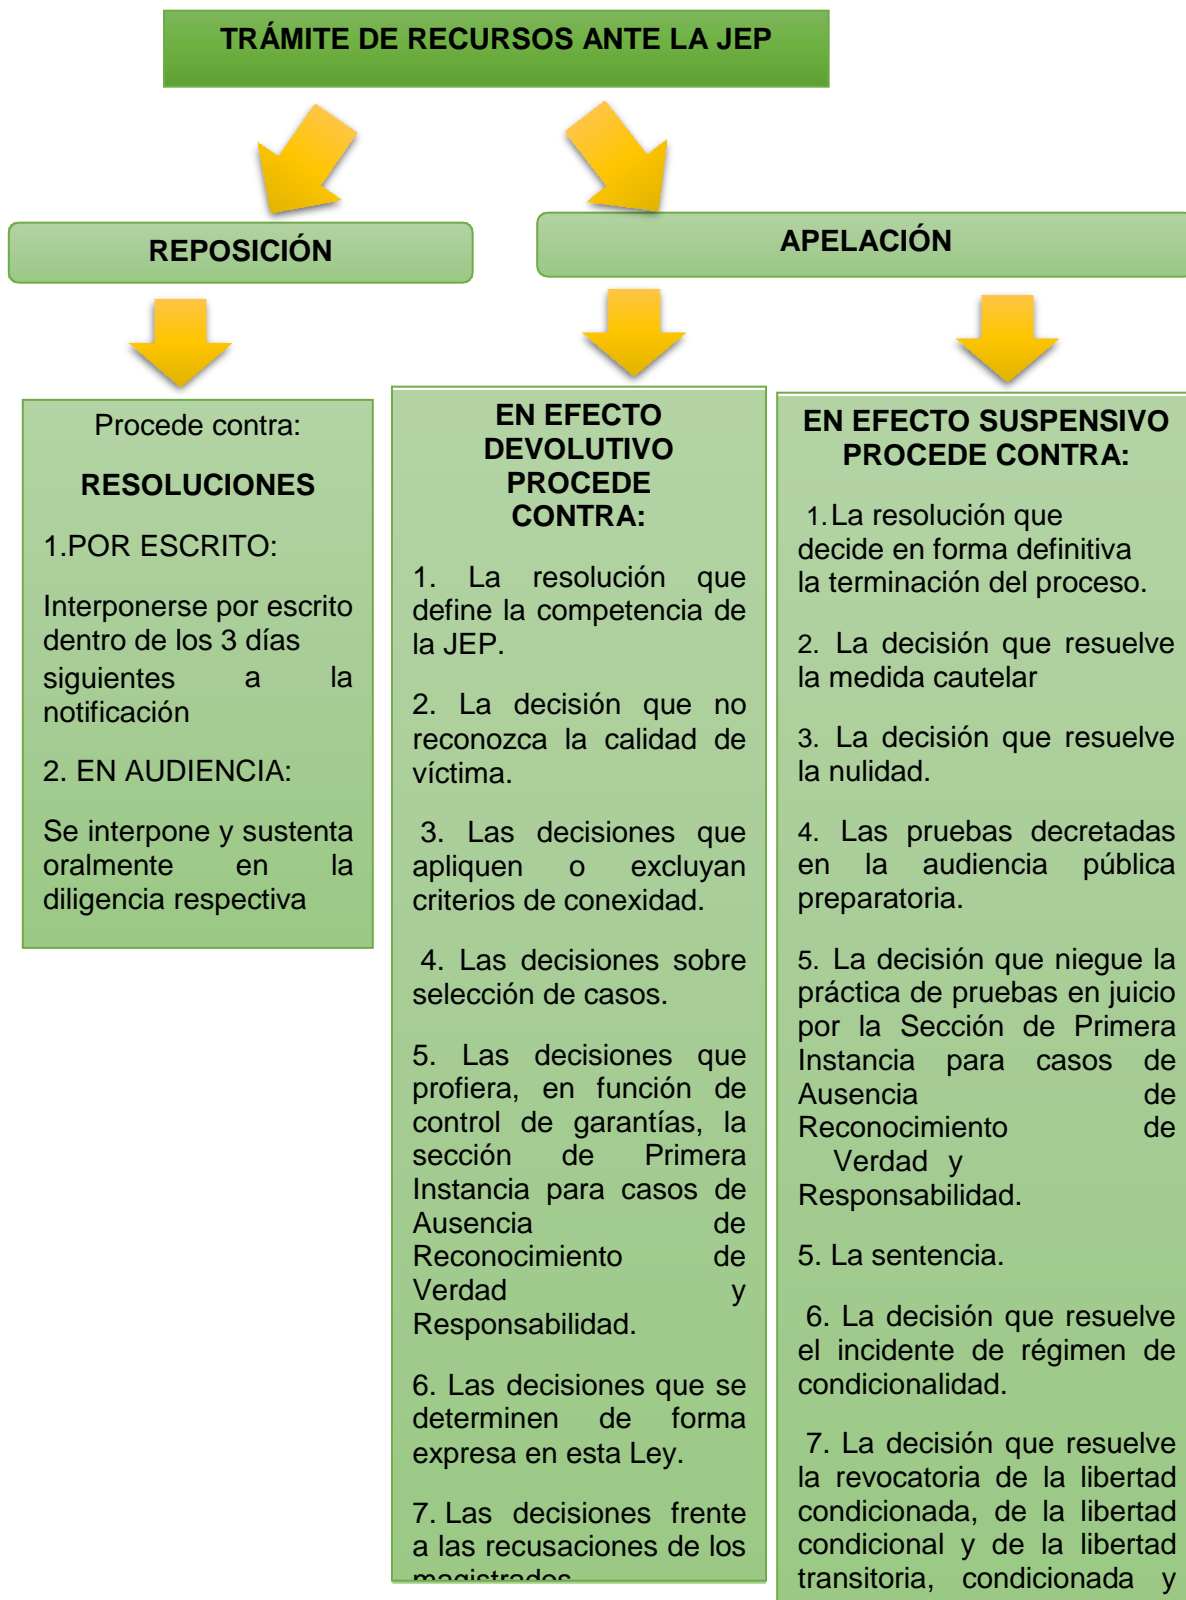 TRÁMITE DE RECURSOS ANTE LA JEP
REPOSICIÓN
APELACIÓN
Procede contra:
RESOLUCIONES
1.POR ESCRITO:
Interponerse por escrito
dentro de los 3 días
siguientes a la
notificación
2. EN AUDIENCIA:
Se interpone y sustenta
oralmente en la
diligencia respectiva
EN EFECTO
DEVOLUTIVO
PROCEDE
CONTRA:
1. La resolución que
define la competencia de
la JEP.
2. La decisión que no
reconozca la calidad de
víctima.
3. Las decisiones que
apliquen o excluyan
criterios de conexidad.
4. Las decisiones sobre
selección de casos.
5. Las decisiones que
profiera, en función de
control de garantías, la
sección de Primera
Instancia para casos de
Ausencia de
Reconocimiento de
Verdad y
Responsabilidad.
6. Las decisiones que se
determinen de forma
expresa en esta Ley.
7. Las decisiones frente
a las recusaciones de los
magistrados
EN EFECTO SUSPENSIVO
PROCEDE CONTRA:
1. La resolución que
decide en forma definitiva
la terminación del proceso.
2. La decisión que resuelve
la medida cautelar
3. La decisión que resuelve
la nulidad.
4. Las pruebas decretadas
en la audiencia pública
preparatoria.
5. La decisión que niegue la
práctica de pruebas en juicio
por la Sección de Primera
Instancia para casos de
Ausencia de
Reconocimiento de
Verdad y
Responsabilidad.
5. La sentencia.
6. La decisión que resuelve
el incidente de régimen de
condicionalidad.
7. La decisión que resuelve
la revocatoria de la libertad
condicionada, de la libertad
condicional y de la libertad
transitoria, condicionada y